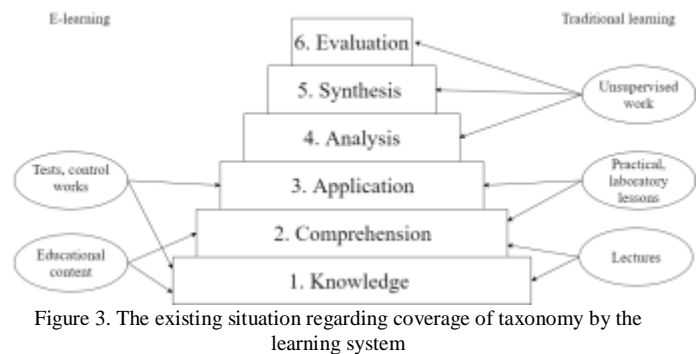 E-learning
Traditional learning
6. Evaluation
5. Synthesis
Unsupervised
work
4. Analysis
Tests, control
works
3. Application
Practical,
laboratory
lessons
2. Comprehension
Educational
content
Lectures
1. Knowledge
Figure 3. The existing situation regarding coverage of taxonomy by the
learning system